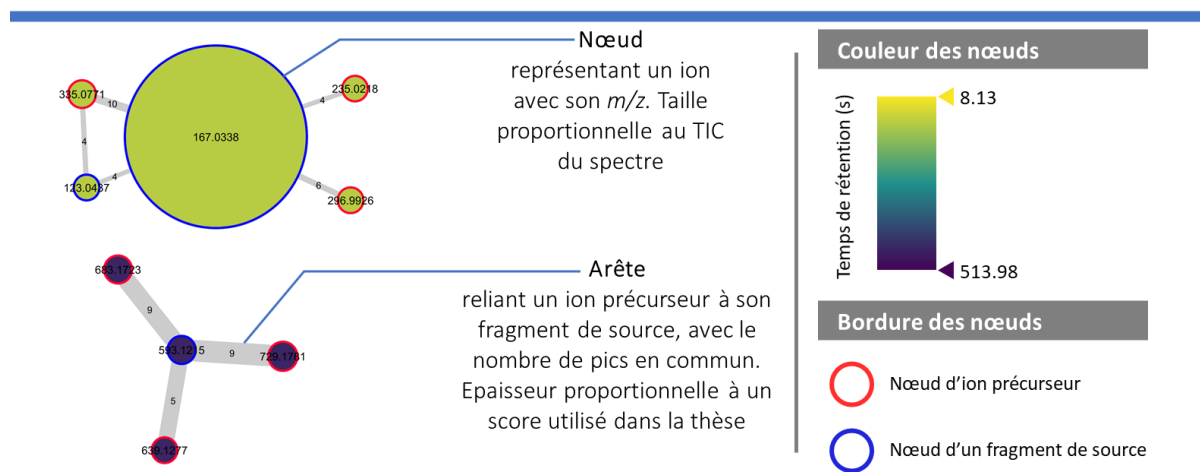 335.0771
10
4
123.0437
4
167.0338
4
235.0218
6
296.9926
Nœud
représentant un ion
avec son m/z. Taille
proportionnelle au TIC
du spectre
683.1723
9
593.1215
9
729.1781
5
639.1277
Arête
reliant un ion précurseur à son
fragment de source, avec le
nombre de pics en commun.
Epaisseur proportionnelle à un
score utilisé dans la thèse
Couleur des nœuds
Temps de rétention (s)
8.13
513.98
Bordure des nœuds
Nœud d’ion précurseur
Nœud d’un fragment de source